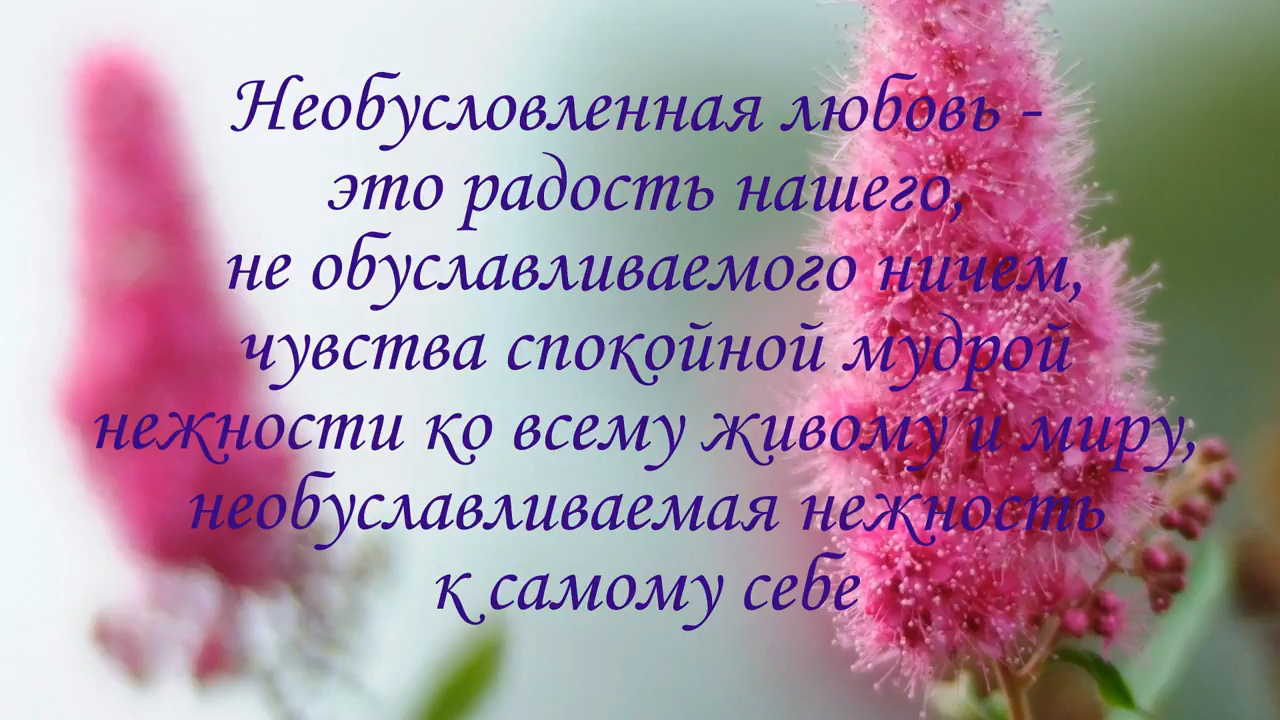 Необусловленная любовь -
это радость нашего,
не обуславливаемого ничем,
чувства спокойной мудрой
нежности ко всему живому и миру,
необуславливаемая нежность
к самому себе